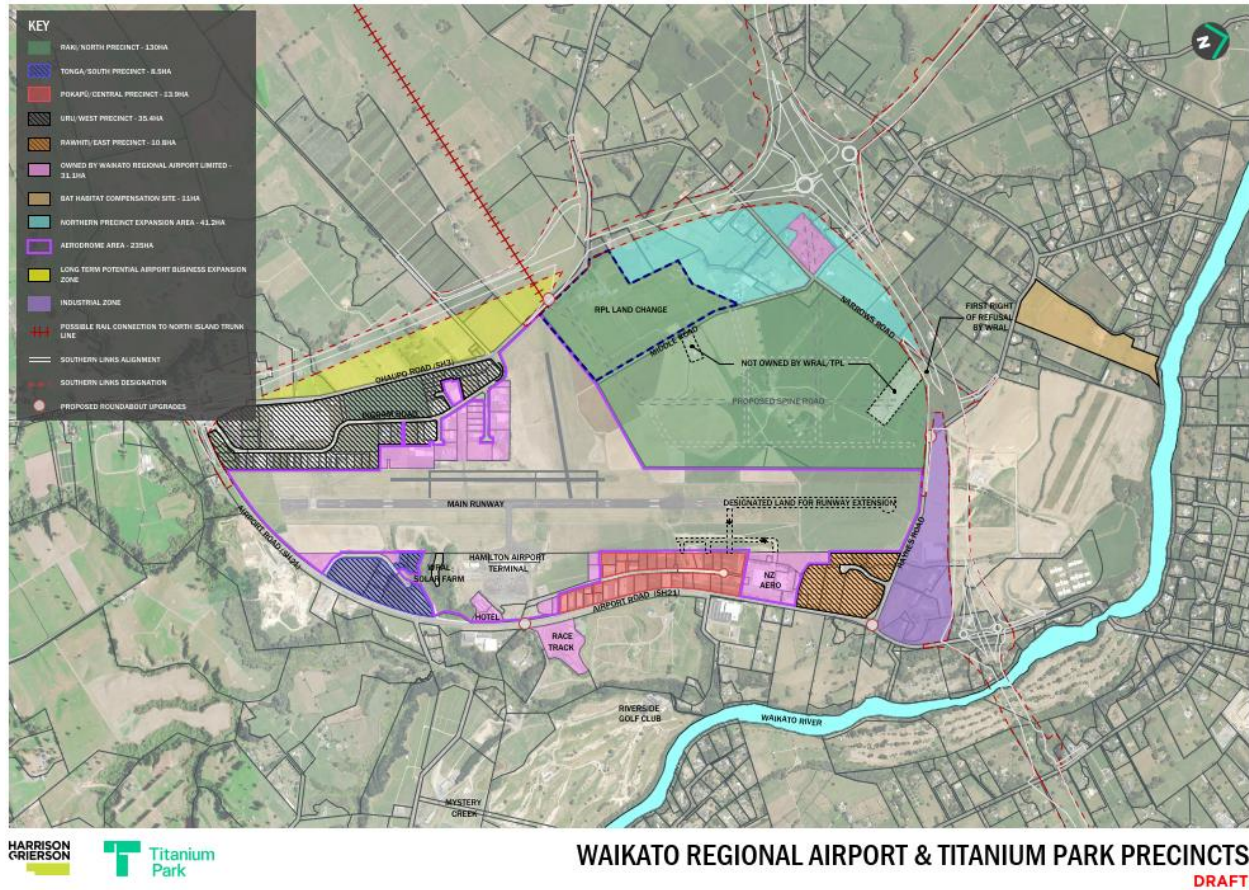 KEY
RAKI/NORTH PRECINCT - 130HA
TONGA/SOUTH PRECINCT - 8.5HA
POKAPŪ/CENTRAL PRECINCT - 13.9HA
URU/WEST PRECINCT - 35.4HA
RAWHITI/EAST PRECINCT - 10.8HA
OWNED BY WAIKATO REGIONAL AIRPORT LIMITED -
31.1HA
BAT HABITAT COMPENSATION SITE - 11HA
NORTHERN PRECINCT EXPANSION AREA - 41.2HA
AERODROME AREA - 235HA
LONG TERM POTENTIAL AIRPORT BUSINESS EXPANSION
ZONE
INDUSTRIAL ZONE
POSSIBLE RAIL CONNECTION TO NORTH ISLAND TRUNK
LINE
SOUTHERN LINKS ALIGNMENT
SOUTHERN LINKS DESIGNATION
PROPOSED ROUNDABOUT UPGRADES
Z
RPL LAND CHANGE
MIDDLE ROAD
NARROWS ROAD
FIRST RIGHT
OF REFUSAL
BY WRAL
NOT OWNED BY WRAL/TPL
PROPOSED SPINE ROAD
OHAUPO ROAD (SH3)
INGRAM ROAD
MAIN RUNWAY
DESIGNATED LAND FOR RUNWAY EXTENSION
AIRPORT ROAD (SH21)
RAYNES ROAD
WRAL
SOLAR FARM
HAMILTON AIRPORT
TERMINAL
NZ
AERO
AIRPORT ROAD (SH21)
HOTEL
RACE
TRACK
RIVERSIDE
GOLF CLUB
WAIKATO RIVER
MYSTERY
CREEK
HARRISON
GRIERSON
Titanium
Park
WAIKATO REGIONAL AIRPORT & TITANIUM PARK PRECINCTS
DRAFT